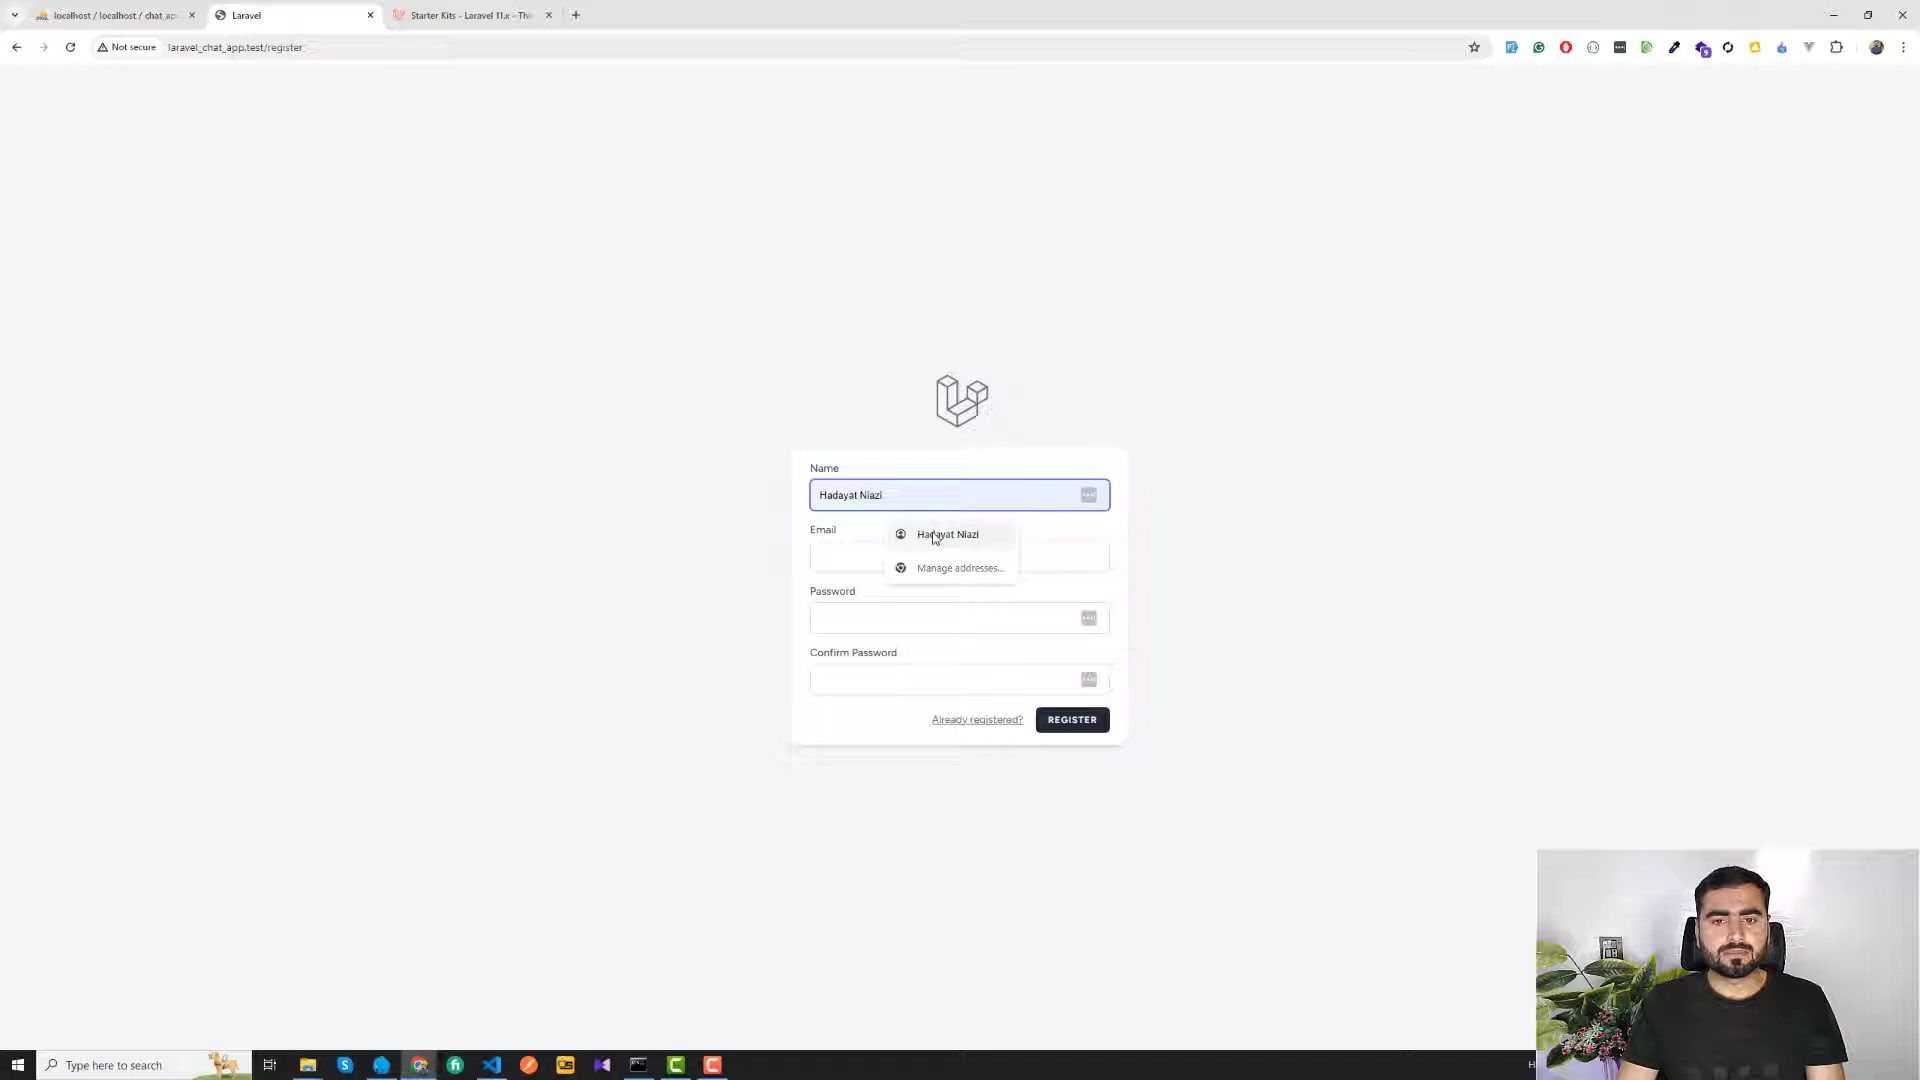 localhost / localhost / chat_ap
Laravel
Starter Kits - Laravel 11.x - Th
Not secure
laravel_chat_app.test/register
Name
Hadayat Niazi
Email
Hadayat Niazi
Manage addresses...
Password
Confirm Password
Already registered?
REGISTER
Type here to search